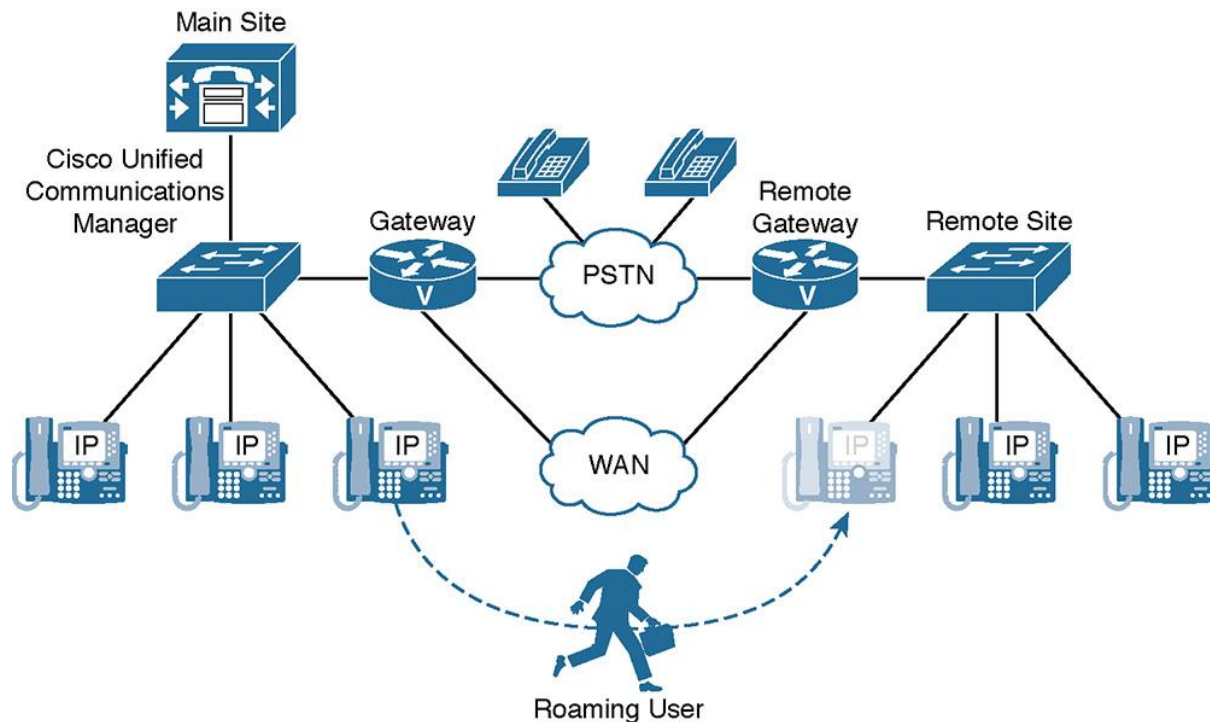 Main Site
Cisco Unified
Communications
Manager
Gateway
PSTN
V
Remote
Gateway
V
Remote Site
IP
IP
IP
WAN
IP
IP
IP
Roaming User